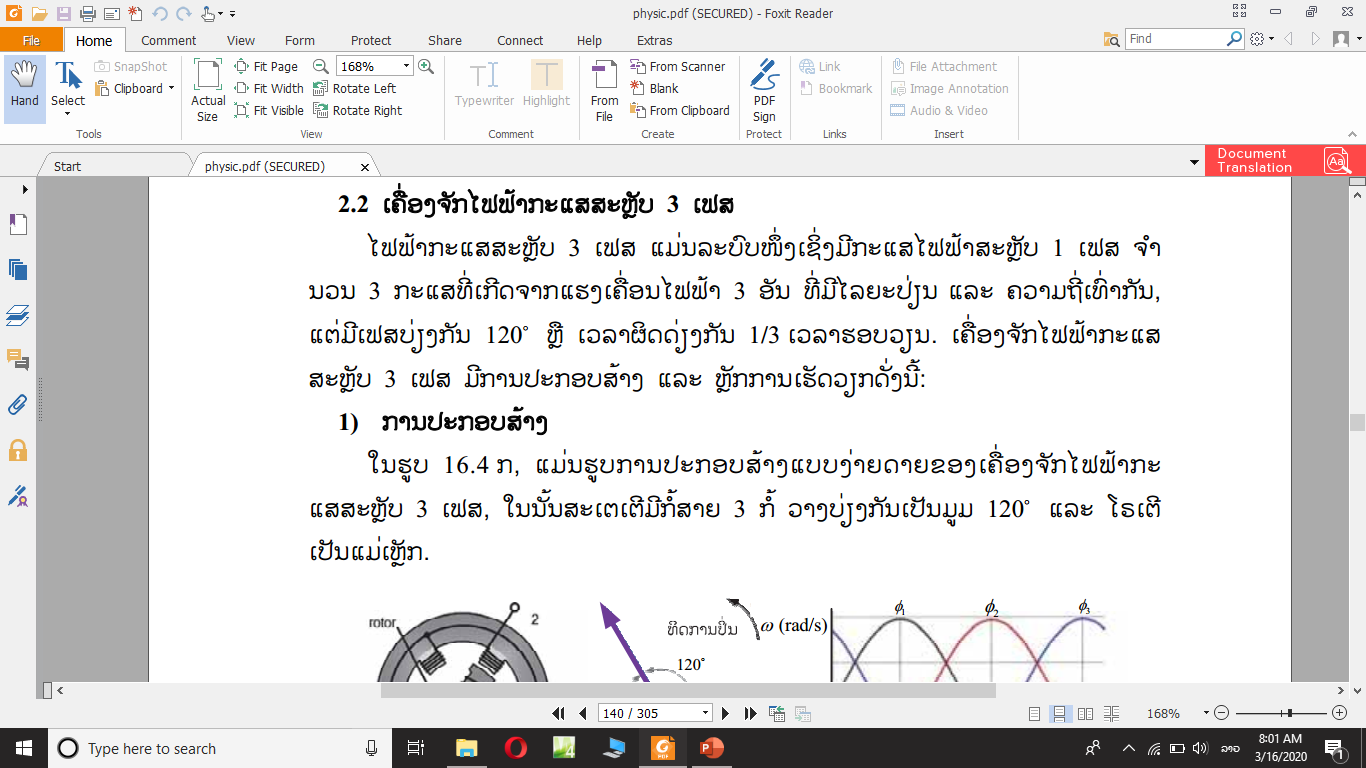 physic.pdf (SECURED) - Foxit Reader
File Home Comment View Form Protect Share Connect Help Extras Find
Hand
Select
SnapShot
Clipboard
Tools
Actual Size
Fit Page
Fit Width
Fit Visible
168%
Rotate Left
Rotate Right
View
Typewriter
Highlight
Comment
From File
From Scanner
Blank
From Clipboard
Create
PDF Sign
Protect
Link
Bookmark
Links
File Attachment
Image Annotation
Audio & Video
Insert
Start physic.pdf (SECURED)
Document
Translation
2.2 ເຄື່ອງຈັກໄຟຟ້າກະແສສະຫຼັບ 3 ເຟສ
ໄຟຟ້າກະແສສະຫຼັບ 3 ເຟສ ແມ່ນລະບົບໜຶ່ງເຊິ່ງມີກະແສໄຟຟ້າສະຫຼັບ 1 ເຟສ ຈຳ
ນວນ 3 ກະແສທີ່ເກີດຈາກແຮງເຄື່ອນໄຟຟ້າ 3 ອັນ ທີ່ມີໄລຍະປ່ຽນ ແລະ ຄວາມຖີ່ເທົ່າກັນ,
ແຕ່ມີເຟສບ່ຽງກັນ 120° ຫຼື ເວລາຜິດດ່ຽງກັນ 1/3 ເວລາຮອບວຽນ. ເຄື່ອງຈັກໄຟຟ້າກະແສ
ສະຫຼັບ 3 ເຟສ ມີການປະກອບສ້າງ ແລະ ຫຼັກການເຮັດວຽກດັ່ງນີ້:
1) ການປະກອບສ້າງ
ໃນຮູບ 16.4 ກ, ແມ່ນຮູບການປະກອບສ້າງແບບງ່າຍດາຍຂອງເຄື່ອງຈັກໄຟຟ້າກະ
ແສສະຫຼັບ 3 ເຟສ, ໃນນັ້ນສະເຕເຕີມີກໍ້ສາຍ 3 ກໍ້ ວາງບ່ຽງກັນເປັນມູມ 120° ແລະ ໂຣເຕີ
ເປັນແມ່ເຫຼັກ.
rotor
2
ທິດການປິ່ນ
ω (rad/s)
120°
ϕ₁ ϕ₂ ϕ₃
140 / 305
168%
Type here to search
ລາວ
8:01 AM
3/16/2020
1